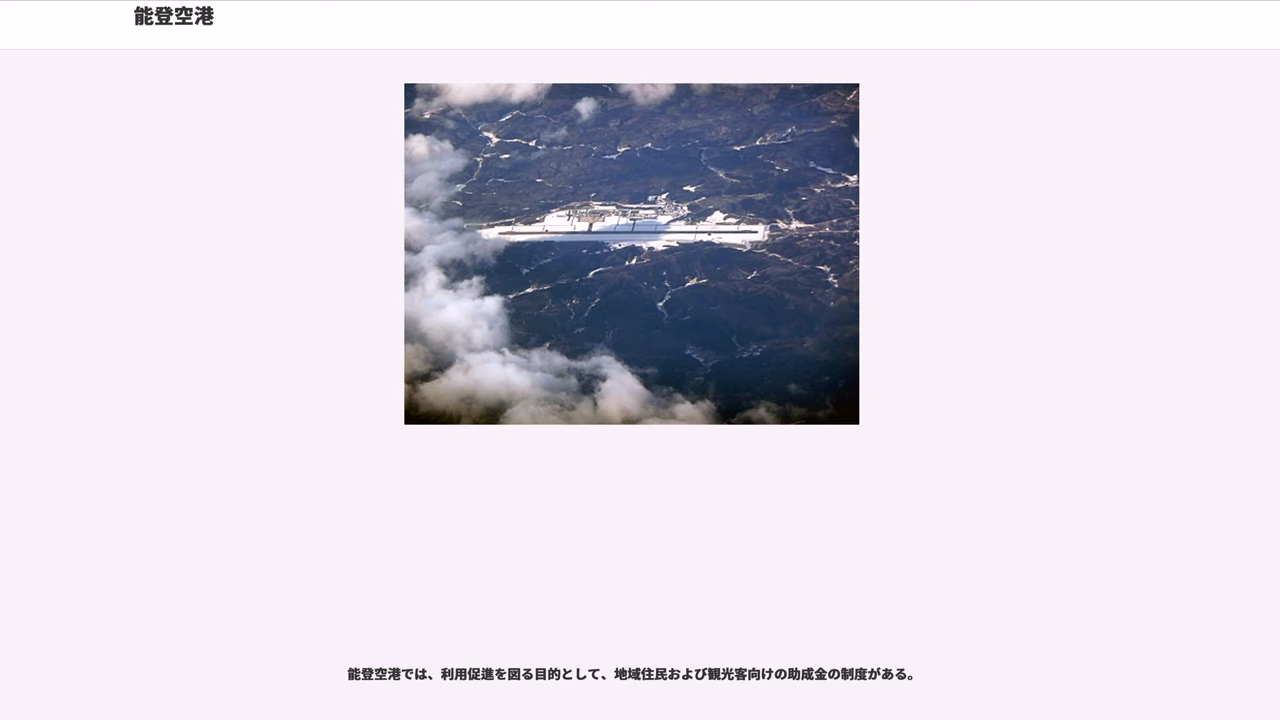 能登空港
能登空港では、利用促進を図る目的として、地域住民および観光客向けの助成金の制度がある。